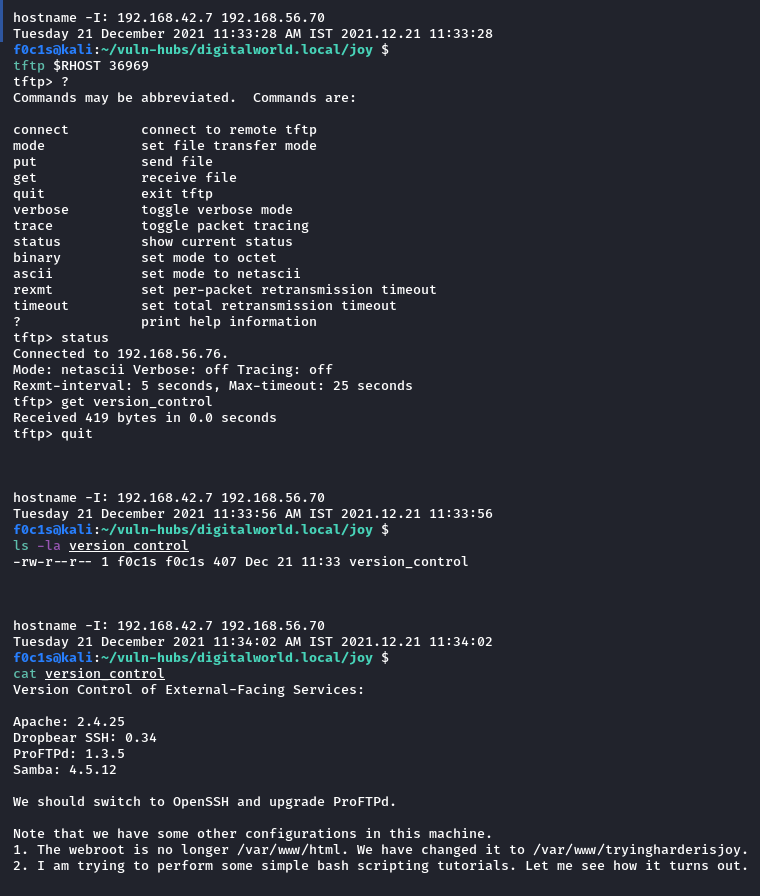 hostname -I: 192.168.42.7 192.168.56.70
Tuesday 21 December 2021 11:33:28 AM IST 2021.12.21 11:33:28
f0c1s@kali:~/vuln-hubs/digitalworld.local/joy $
tftp $RHOST 36969
tftp> ?
Commands may be abbreviated.  Commands are:

connect         connect to remote tftp
mode            set file transfer mode
put             send file
get             receive file
quit            exit tftp
verbose         toggle verbose mode
trace           toggle packet tracing
status          show current status
binary          set mode to octet
ascii           set mode to netascii
rexmt           set per-packet retransmission timeout
timeout         set total retransmission timeout
?               print help information
tftp> status
Connected to 192.168.56.76.
Mode: netascii Verbose: off Tracing: off
Rexmt-interval: 5 seconds, Max-timeout: 25 seconds
tftp> get version_control
Received 419 bytes in 0.0 seconds
tftp> quit

hostname -I: 192.168.42.7 192.168.56.70
Tuesday 21 December 2021 11:33:56 AM IST 2021.12.21 11:33:56
f0c1s@kali:~/vuln-hubs/digitalworld.local/joy $
ls -la version_control
-rw-r--r-- 1 f0c1s f0c1s 407 Dec 21 11:33 version_control

hostname -I: 192.168.42.7 192.168.56.70
Tuesday 21 December 2021 11:34:02 AM IST 2021.12.21 11:34:02
f0c1s@kali:~/vuln-hubs/digitalworld.local/joy $
cat version_control
Version Control of External-Facing Services:

Apache: 2.4.25
Dropbear SSH: 0.34
ProFTPd: 1.3.5
Samba: 4.5.12

We should switch to OpenSSH and upgrade ProFTPd.

Note that we have some other configurations in this machine.
1. The webroot is no longer /var/www/html. We have changed it to /var/www/tryingharderisjoy.
2. I am trying to perform some simple bash scripting tutorials. Let me see how it turns out.